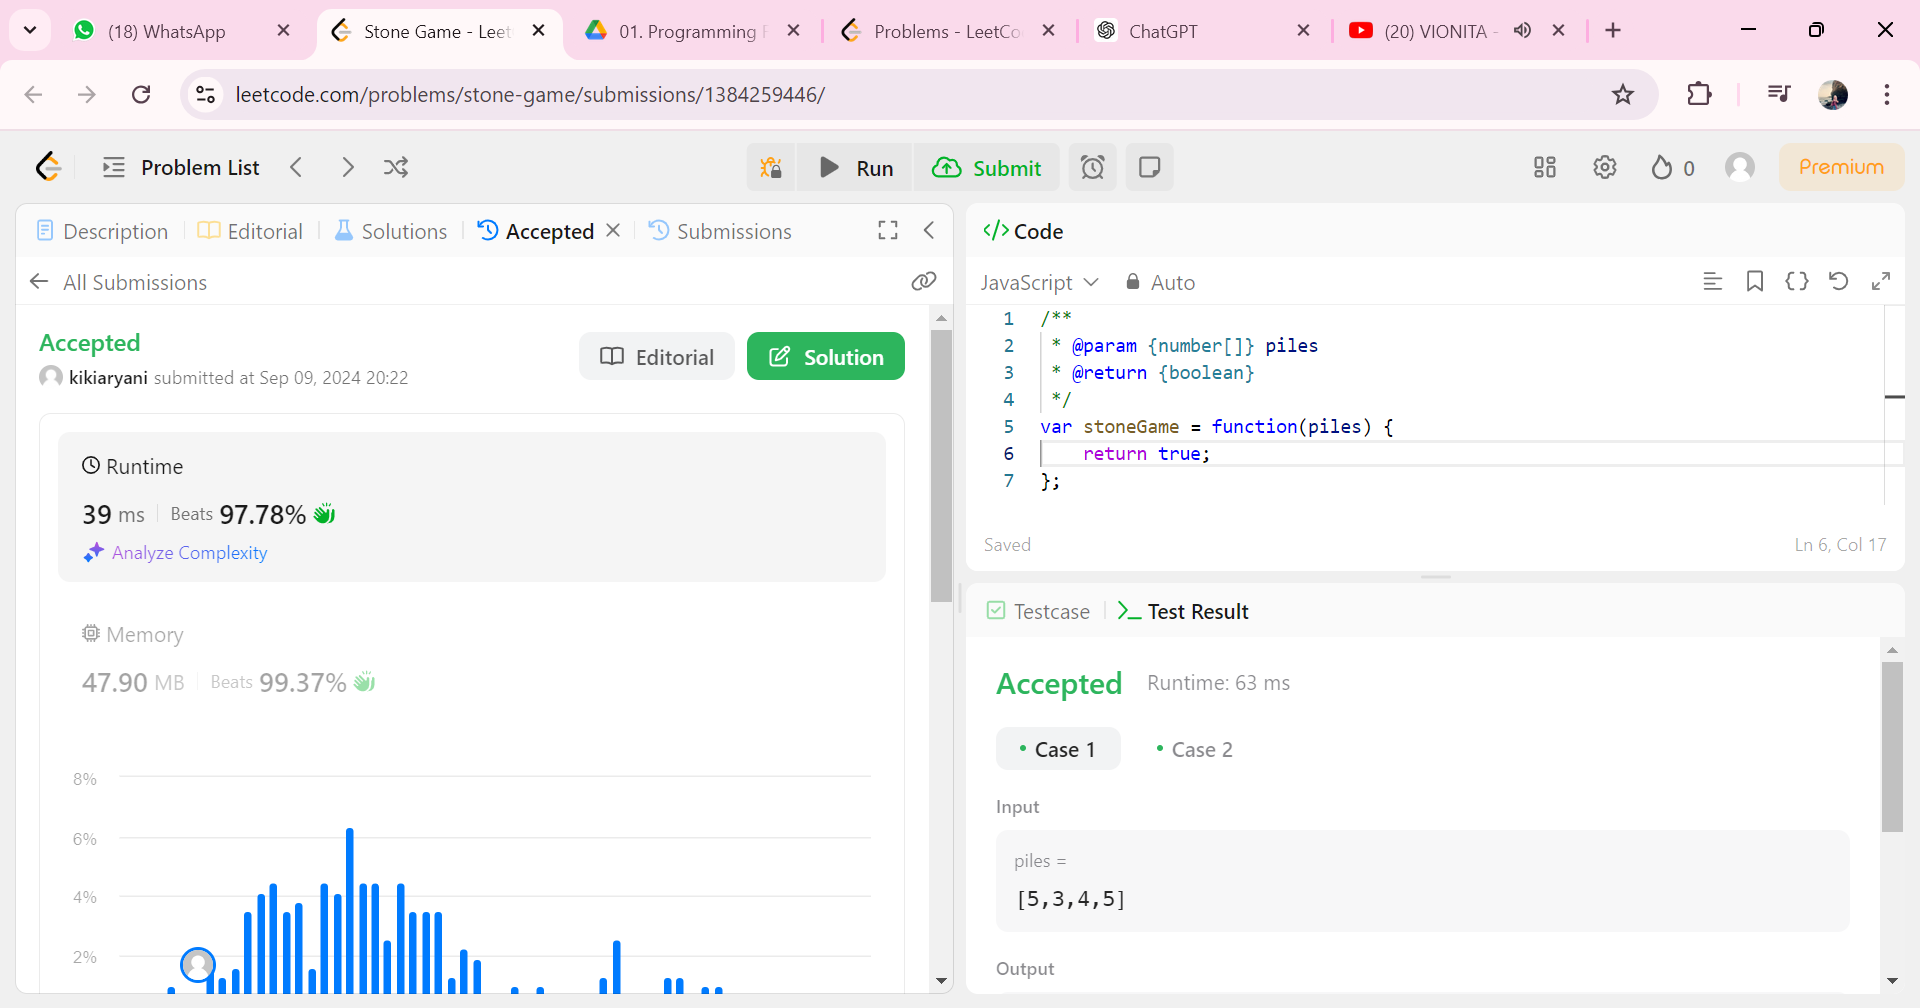 (18) WhatsApp
Stone Game - Leet
01. Programming F
Problems - LeetCo
ChatGPT
(20) VIONITA -
leetcode.com/problems/stone-game/submissions/1384259446/
Problem List
Run
Submit
0
Premium
Description
Editorial
Solutions
Accepted
Submissions
All Submissions
Accepted
kikiaryani submitted at Sep 09, 2024 20:22
Editorial
Solution
Runtime
39 ms
Beats 97.78%
Analyze Complexity
Memory
47.90 MB
Beats 99.37%
8%
6%
4%
2%
</> Code
JavaScript
Auto
1 /**
2 * @param {number[]} piles
3 * @return {boolean}
4 */
5 var stoneGame = function(piles) {
6 return true;
7 };
Saved
Ln 6, Col 17
Testcase
Test Result
Accepted
Runtime: 63 ms
Case 1
Case 2
Input
piles =
[5,3,4,5]
Output